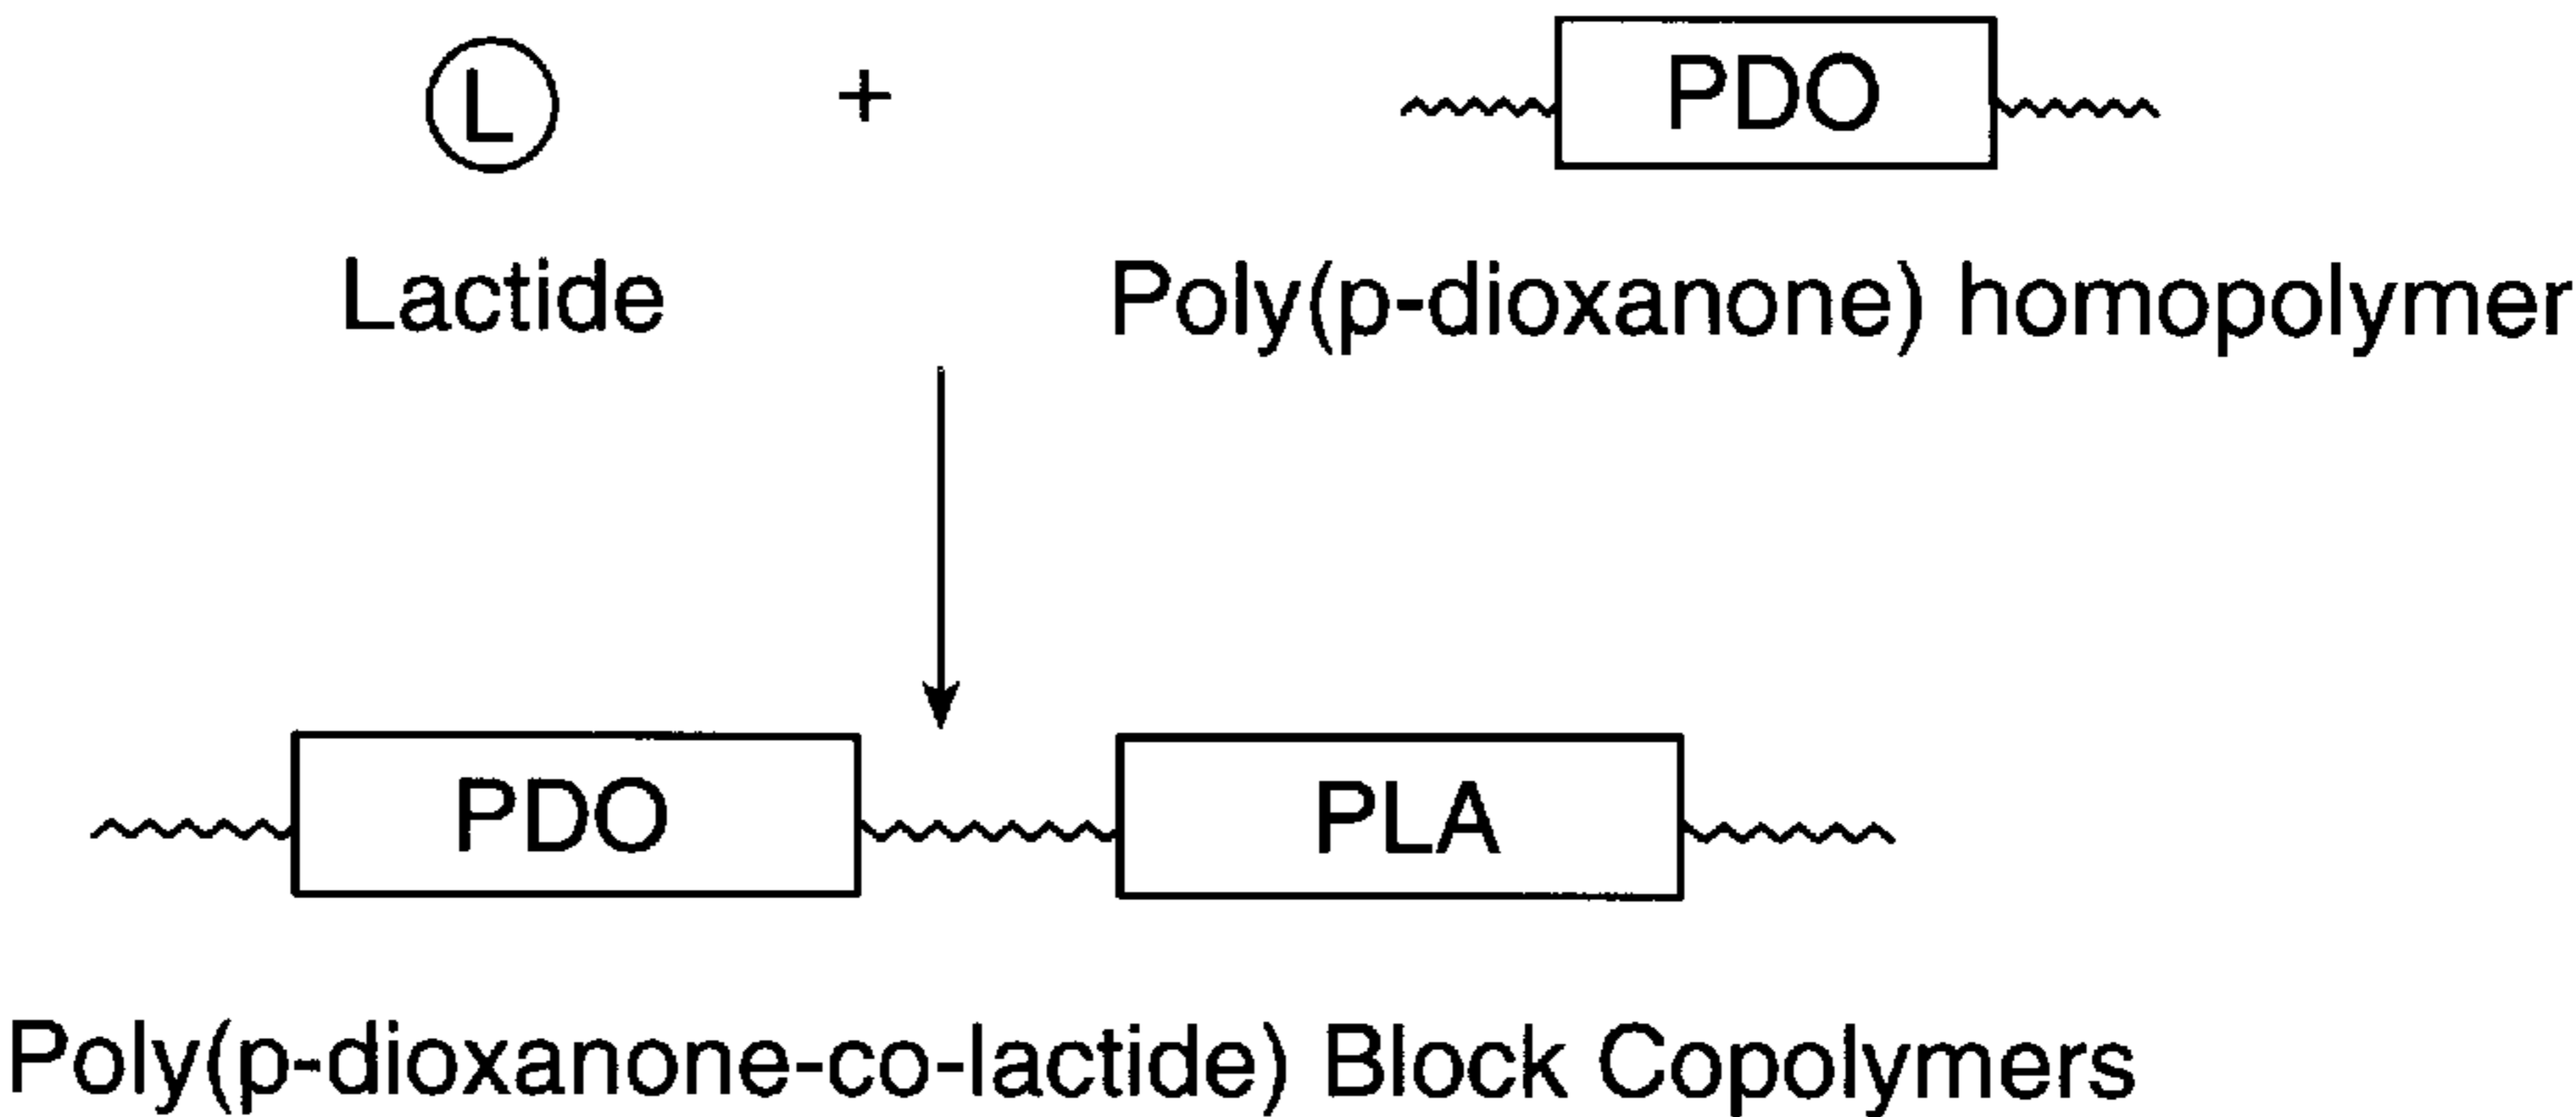 L + PDO
Lactide Poly(p-dioxanone) homopolymer
PDO PLA
Poly(p-dioxanone-co-lactide) Block Copolymers